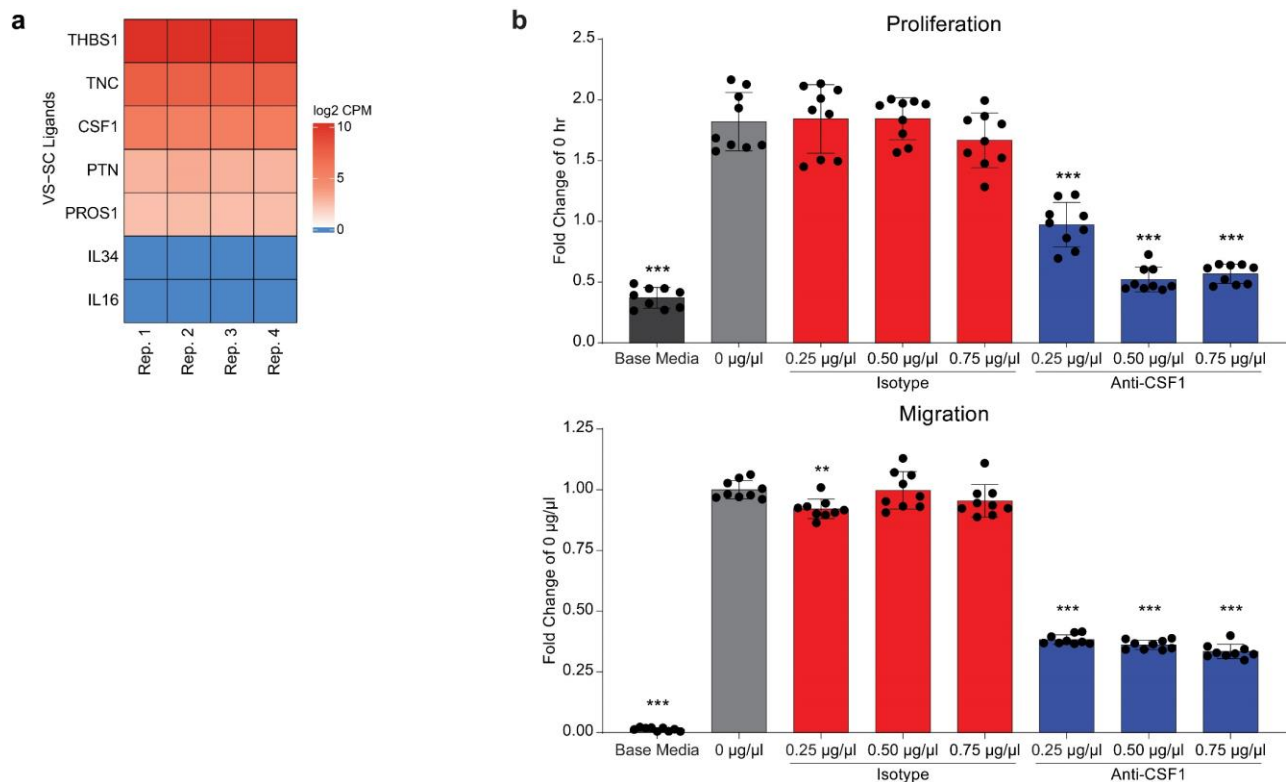 a
VS-SC Ligands
THBS1
TNC
CSF1
PTN
PROS1
IL34
IL16
Rep. 1
Rep. 2
Rep. 3
Rep. 4
log2 CPM
10
5
0
b
Proliferation
Fold Change of 0 hr
2.5
2.0
1.5
1.0
0.5
0.0
***
***
***
***
Base Media 0 µg/µl 0.25 µg/µl 0.50 µg/µl 0.75 µg/µl 0.25 µg/µl 0.50 µg/µl 0.75 µg/µl
Isotype Anti-CSF1
Migration
Fold Change of 0 µg/µl
1.25
1.00
0.75
0.50
0.25
0.00
***
**
***
***
***
Base Media 0 µg/µl 0.25 µg/µl 0.50 µg/µl 0.75 µg/µl 0.25 µg/µl 0.50 µg/µl 0.75 µg/µl
Isotype Anti-CSF1